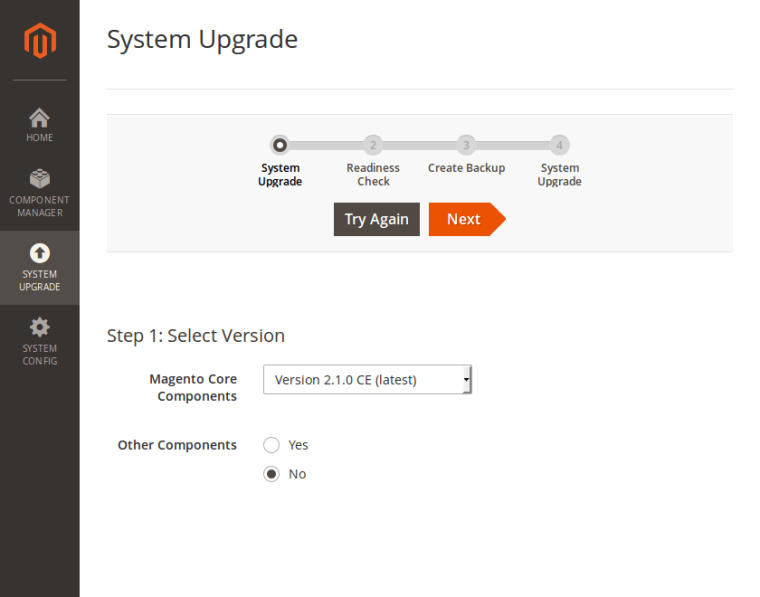 System Upgrade
HOME
COMPONENT
MANAGER
SYSTEM
UPGRADE
SYSTEM
CONFIG
2
3
4
System
Upgrade
Readiness
Check
Create Backup
System
Upgrade
Try Again
Next
Step 1: Select Version
Magento Core
Components
Version 2.1.0 CE (latest)
Other Components
Yes
No